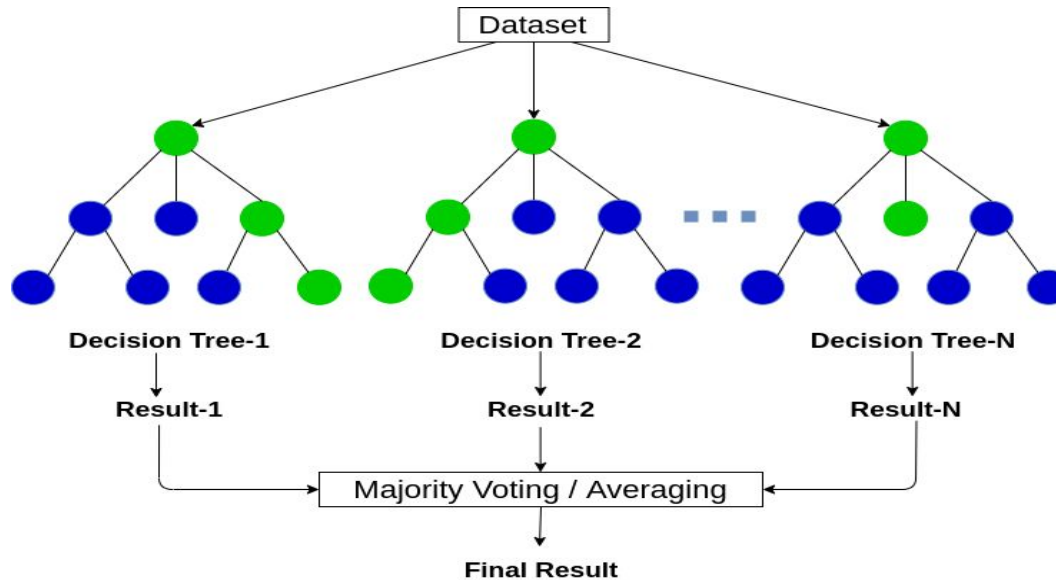 Dataset
Decision Tree-1
Decision Tree-2
Decision Tree-N
Result-1
Result-2
Result-N
Majority Voting / Averaging
Final Result